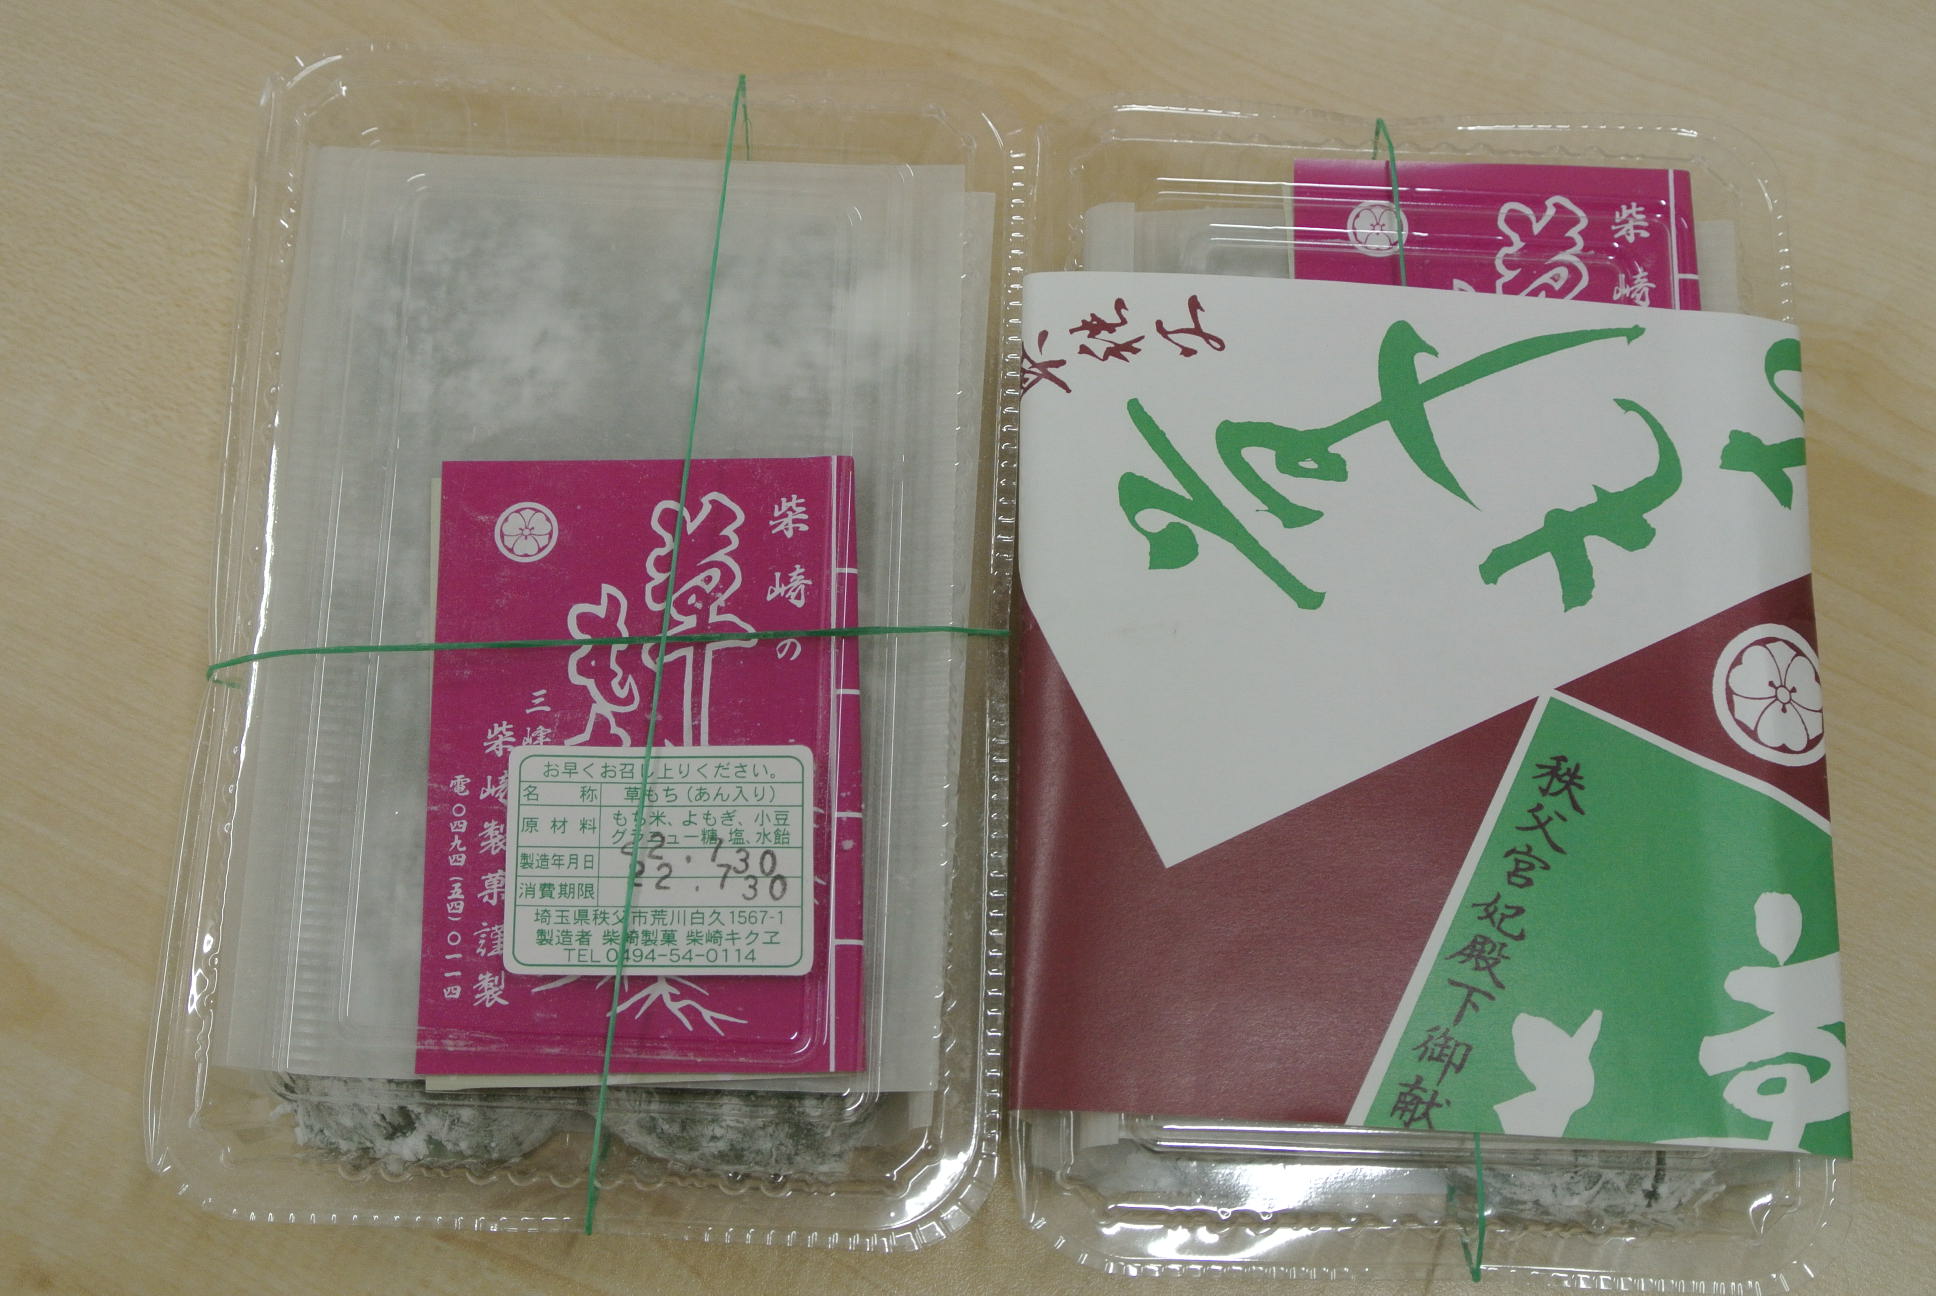 柴崎の
草も
三峰
柴崎製菓謹製
電〇四九四(五四)〇一一四
お早くお召し上りください。
名 称 草もち(あん入り)
原材料 もち米、よもぎ、小豆
グラニュー糖、塩、水飴
製造年月日 22.7 30
消費期限 22.7 30
埼玉県秩父市荒川白久1567-1
製造者 柴崎製菓 柴崎キクヱ
TEL 0494-54-0114
柴崎
草
秩父宮妃殿下御献